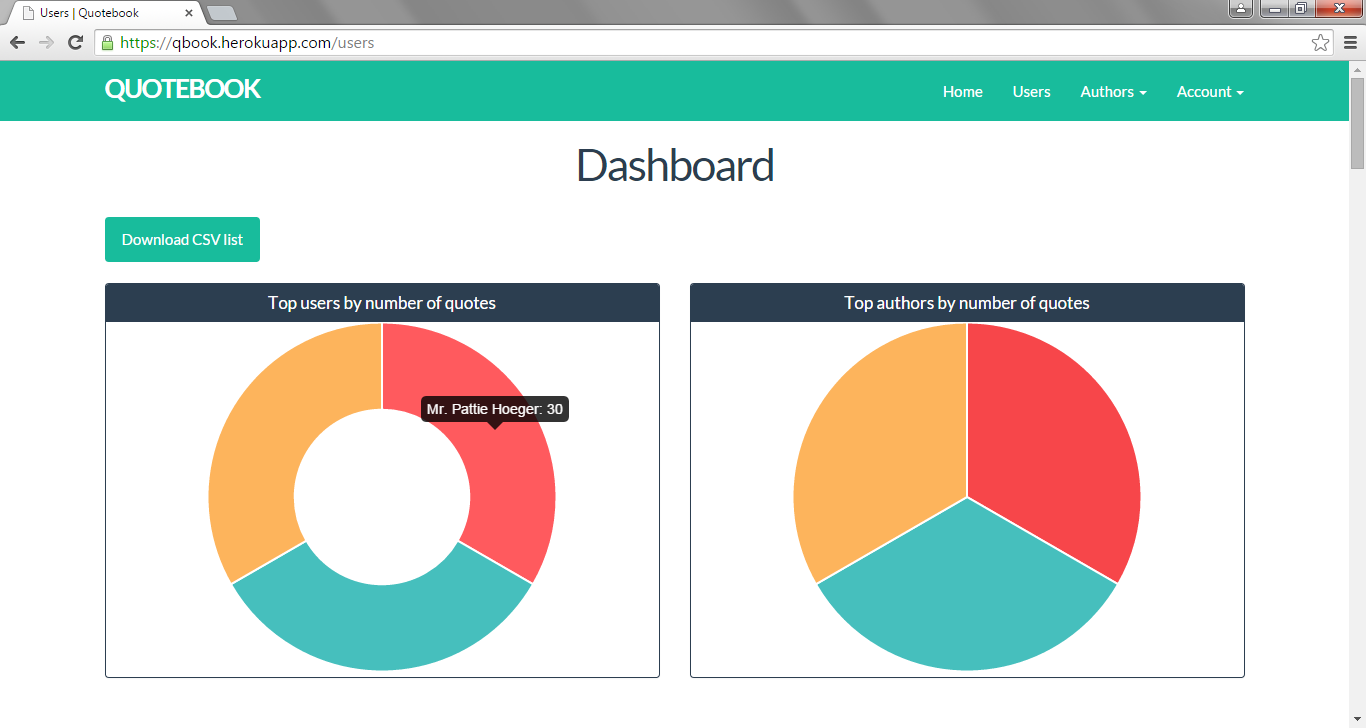 Users | Quotebook
https://qbook.herokuapp.com/users
QUOTEBOOK
Home Users Authors Account
Dashboard
Download CSV list
Top users by number of quotes
Top authors by number of quotes
Mr. Pattie Hoeger: 30